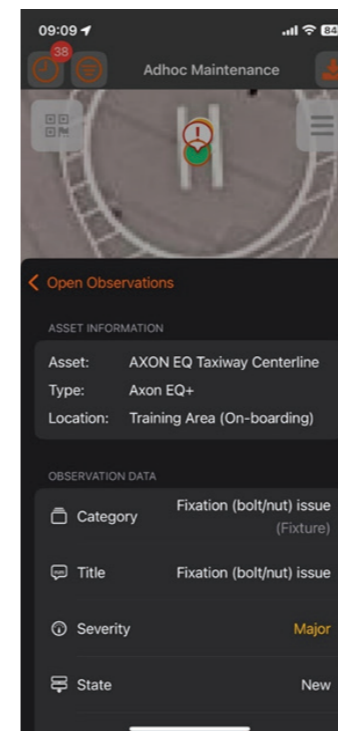 09:09
84
38
Adhoc Maintenance
H
Open Observations
ASSET INFORMATION
Asset: AXON EQ Taxiway Centerline
Type: Axon EQ+
Location: Training Area (On-boarding)
OBSERVATION DATA
Category Fixation (bolt/nut) issue
(Fixture)
Title Fixation (bolt/nut) issue
Severity Major
State New